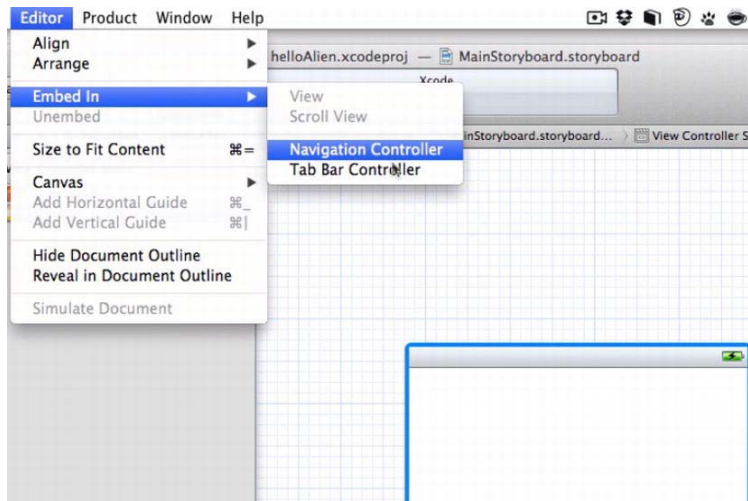 Editor Product Window Help
Align
Arrange
Embed In
Unembed
Size to Fit Content ⌘=
Canvas
Add Horizontal Guide ⌘_
Add Vertical Guide ⌘|
Hide Document Outline
Reveal in Document Outline
Simulate Document
View
Scroll View
Navigation Controller
Tab Bar Controller
helloAlien.xcodeproj — MainStoryboard.storyboard
Xcode
inStoryboard.storyboard... View Controller S